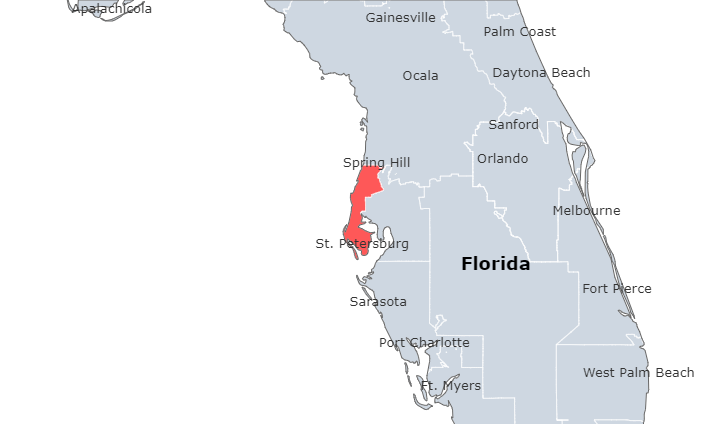 Apalachicola
Gainesville
Palm Coast
Ocala
Daytona Beach
Sanford
Spring Hill
Orlando
Melbourne
St. Petersburg
Florida
Fort Pierce
Sarasota
Port Charlotte
West Palm Beach
Ft. Myers